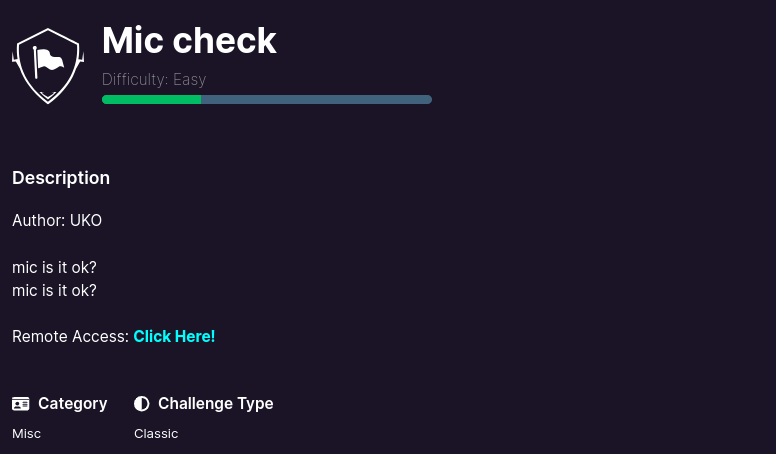 Mic check
Difficulty: Easy
Description
Author: UKO
mic is it ok?
mic is it ok?
Remote Access: Click Here!
Category
Challenge Type
Misc
Classic